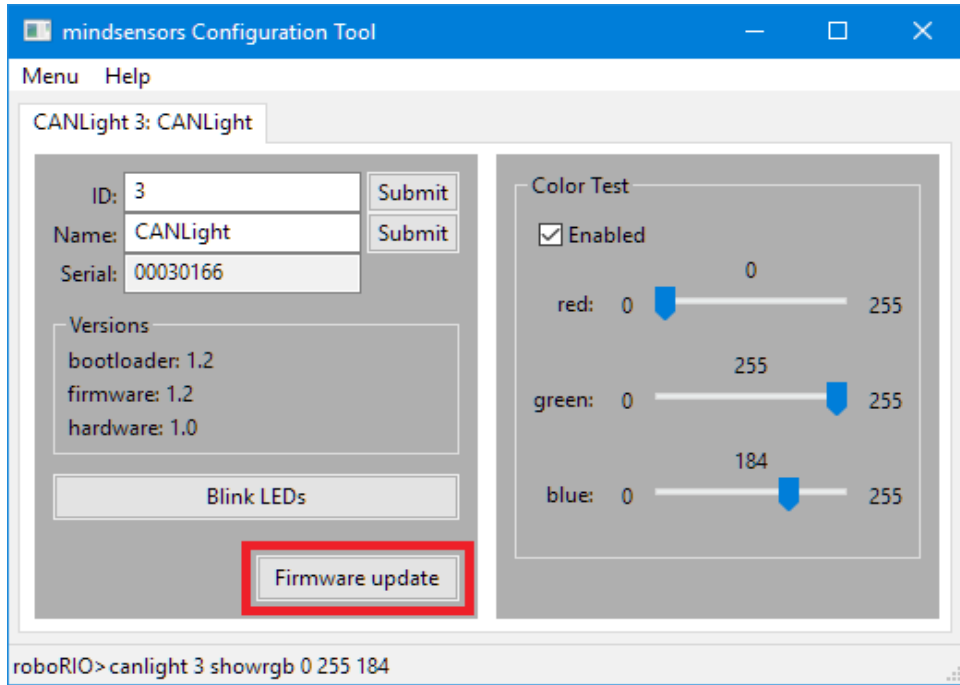 mindsensors Configuration Tool
Menu Help
CANLight 3: CANLight
ID: 3 Submit
Name: CANLight Submit
Serial: 00030166
Versions
bootloader: 1.2
firmware: 1.2
hardware: 1.0
Blink LEDs
Firmware update
Color Test
Enabled
0
red: 0 255
255
green: 0 255
184
blue: 0 255
roboRIO>canlight 3 showrgb 0 255 184